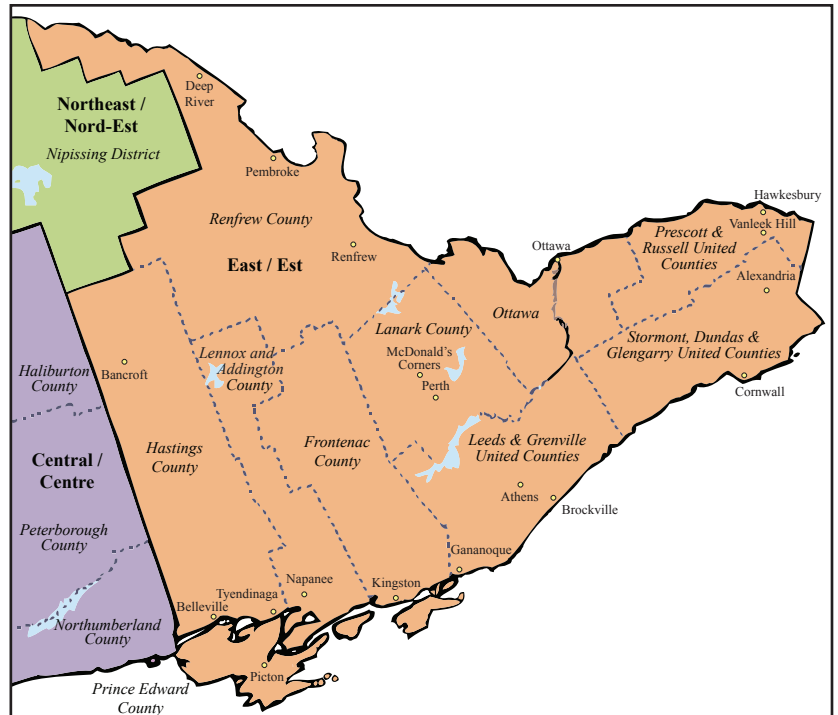 Deep
River
Northeast /
Nord-Est
Nipissing District
Pembroke
Renfrew County
Hawkesbury
Vanleek Hill
Prescott &
Russell United
Counties
Renfrew
Ottawa
East / Est
Alexandria
Ottawa
Lanark County
Stormont, Dundas &
Glengarry United Counties
Lennox and
Addington
County
McDonald's
Corners
Perth
Haliburton
County
Bancroft
Cornwall
Hastings
County
Frontenac
County
Leeds & Grenville
United Counties
Central /
Centre
Athens
Brockville
Peterborough
County
Gananoque
Napanee
Kingston
Tyendinaga
Belleville
Northumberland
County
Picton
Prince Edward
County